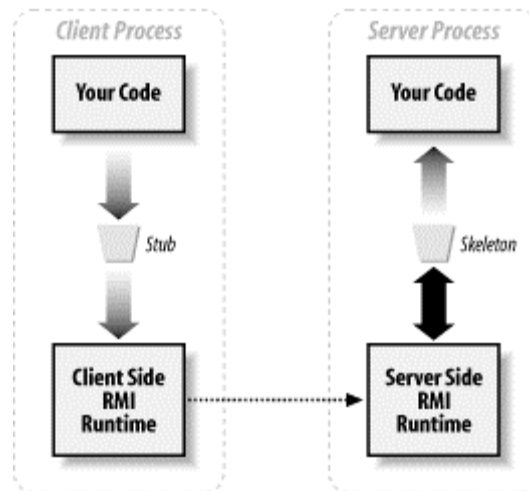 Client Process
Server Process
Your Code
Your Code
Stub
Skeleton
Client Side
RMI
Runtime
Server Side
RMI
Runtime